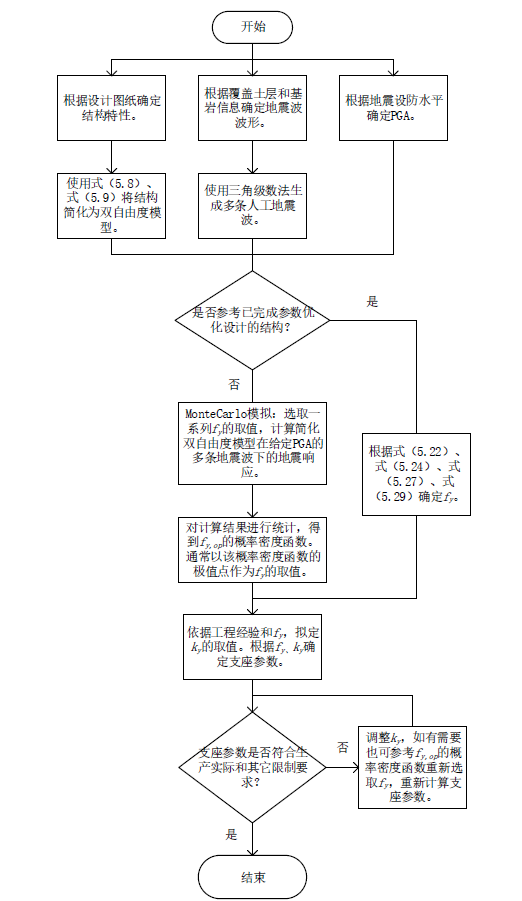 开始
根据设计图纸确定
结构特性。
根据覆盖土层和基
岩信息确定地震波
波形。
根据地震设防水平
确定PGA。
使用式（5.8）、
式（5.9）将结构
简化为双自由度模
型。
使用三角级数法生
成多条人工地震
波。
是否参考已完成参数优
化设计的结构？
是
否
MonteCarlo模拟：选取一
系列fy的取值，计算简化
双自由度模型在给定PGA的
多条地震波下的地震响
应。
根据式（5.22）、
式（5.24）、式
（5.27）、式
（5.29）确定fy。
对计算结果进行统计，得
到fy,op的概率密度函数。
通常以该概率密度函数的
极值点作为fy的取值。
依据工程经验和fy，拟定
ky的取值。根据fy、ky确
定支座参数。
支座参数是否符合生
产实际和其它限制要
求？
否
调整ky，如有需要
也可参考fy,op的概
率密度函数重新选
取fy，重新计算支
座参数。
是
结束